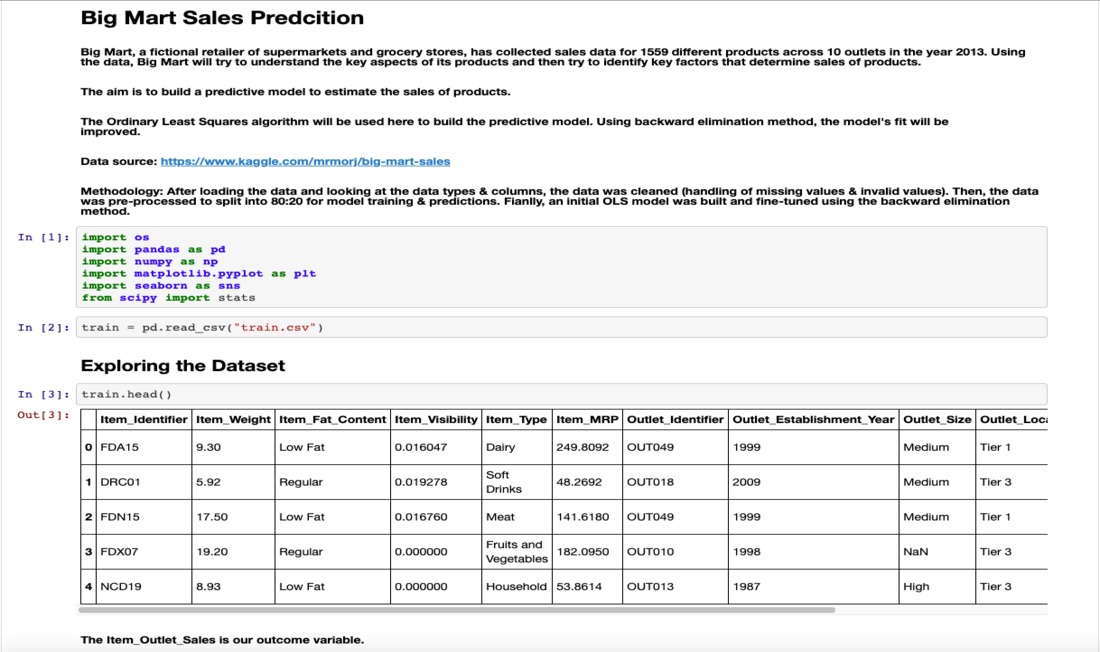 Big Mart Sales Predcition
Big Mart, a fictional retailer of supermarkets and grocery stores, has collected sales data for 1559 different products across 10 outlets in the year 2013. Using
the data, Big Mart will try to understand the key aspects of its products and then try to identify key factors that determine sales of products.
The aim is to build a predictive model to estimate the sales of products.
The Ordinary Least Squares algorithm will be used here to build the predictive model. Using backward elimination method, the model's fit will be
improved.
Data source: https://www.kaggle.com/mrmorj/big-mart-sales
Methodology: After loading the data and looking at the data types & columns, the data was cleaned (handling of missing values & invalid values). Then, the data
was pre-processed to split into 80:20 for model training & predictions. Fianlly, an initial OLS model was built and fine-tuned using the backward elimination
method.
In [1]: import os
import pandas as pd
import numpy as np
import matplotlib.pyplot as plt
import seaborn as sns
from scipy import stats
In [2]: train = pd.read_csv("train.csv")
Exploring the Dataset
In [3]: train.head()
Out[3]:
Item_Identifier Item_Weight Item_Fat_Content Item_Visibility Item_Type Item_MRP Outlet_Identifier Outlet_Establishment_Year Outlet_Size Outlet_Loca
0 FDA15 9.30 Low Fat 0.016047 Dairy 249.8092 OUT049 1999 Medium Tier 1
1 DRC01 5.92 Regular 0.019278 Soft Drinks 48.2692 OUT018 2009 Medium Tier 3
2 FDN15 17.50 Low Fat 0.016760 Meat 141.6180 OUT049 1999 Medium Tier 1
3 FDX07 19.20 Regular 0.000000 Fruits and Vegetables 182.0950 OUT010 1998 NaN Tier 3
4 NCD19 8.93 Low Fat 0.000000 Household 53.8614 OUT013 1987 High Tier 3
The Item_Outlet_Sales is our outcome variable.